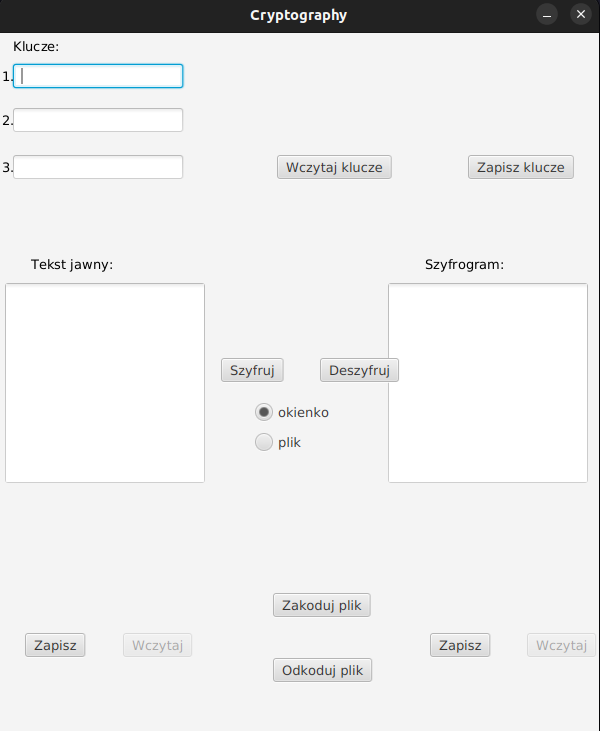 Cryptography
Klucze:
1.
2.
3.
Wczytaj klucze
Zapisz klucze
Tekst jawny:
Szyfrogram:
Szyfruj
Deszyfruj
okienko
plik
Zakoduj plik
Zapisz
Wczytaj
Zapisz
Wczytaj
Odkoduj plik